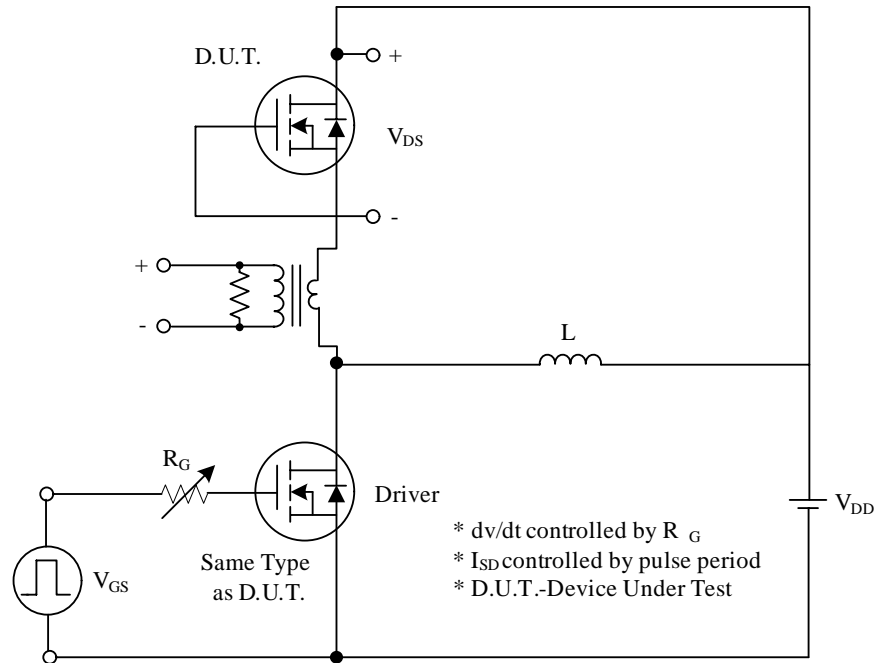 D.U.T.
+
VDS
-
+
-
L
RG
Driver
VDD
VGS
Same Type
as D.U.T.
* dv/dt controlled by R G
* ISD controlled by pulse period
* D.U.T.-Device Under Test